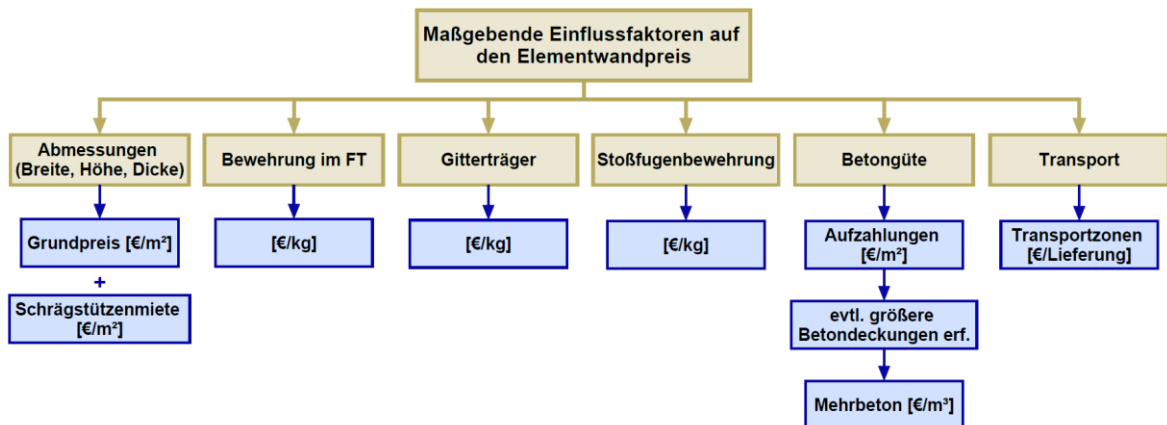 Maßgebende Einflussfaktoren auf
den Elementwandpreis
Abmessungen
(Breite, Höhe, Dicke)
Bewehrung im FT
Gitterträger
Stoßfugenbewehrung
Betongüte
Transport
Grundpreis [€/m²]
+
Schrägstützenmiete
[€/m²]
[€/kg]
[€/kg]
[€/kg]
Aufzahlungen
[€/m²]
evtl. größere
Betondeckungen erf.
Mehrbeton [€/m³]
Transportzonen
[€/Lieferung]